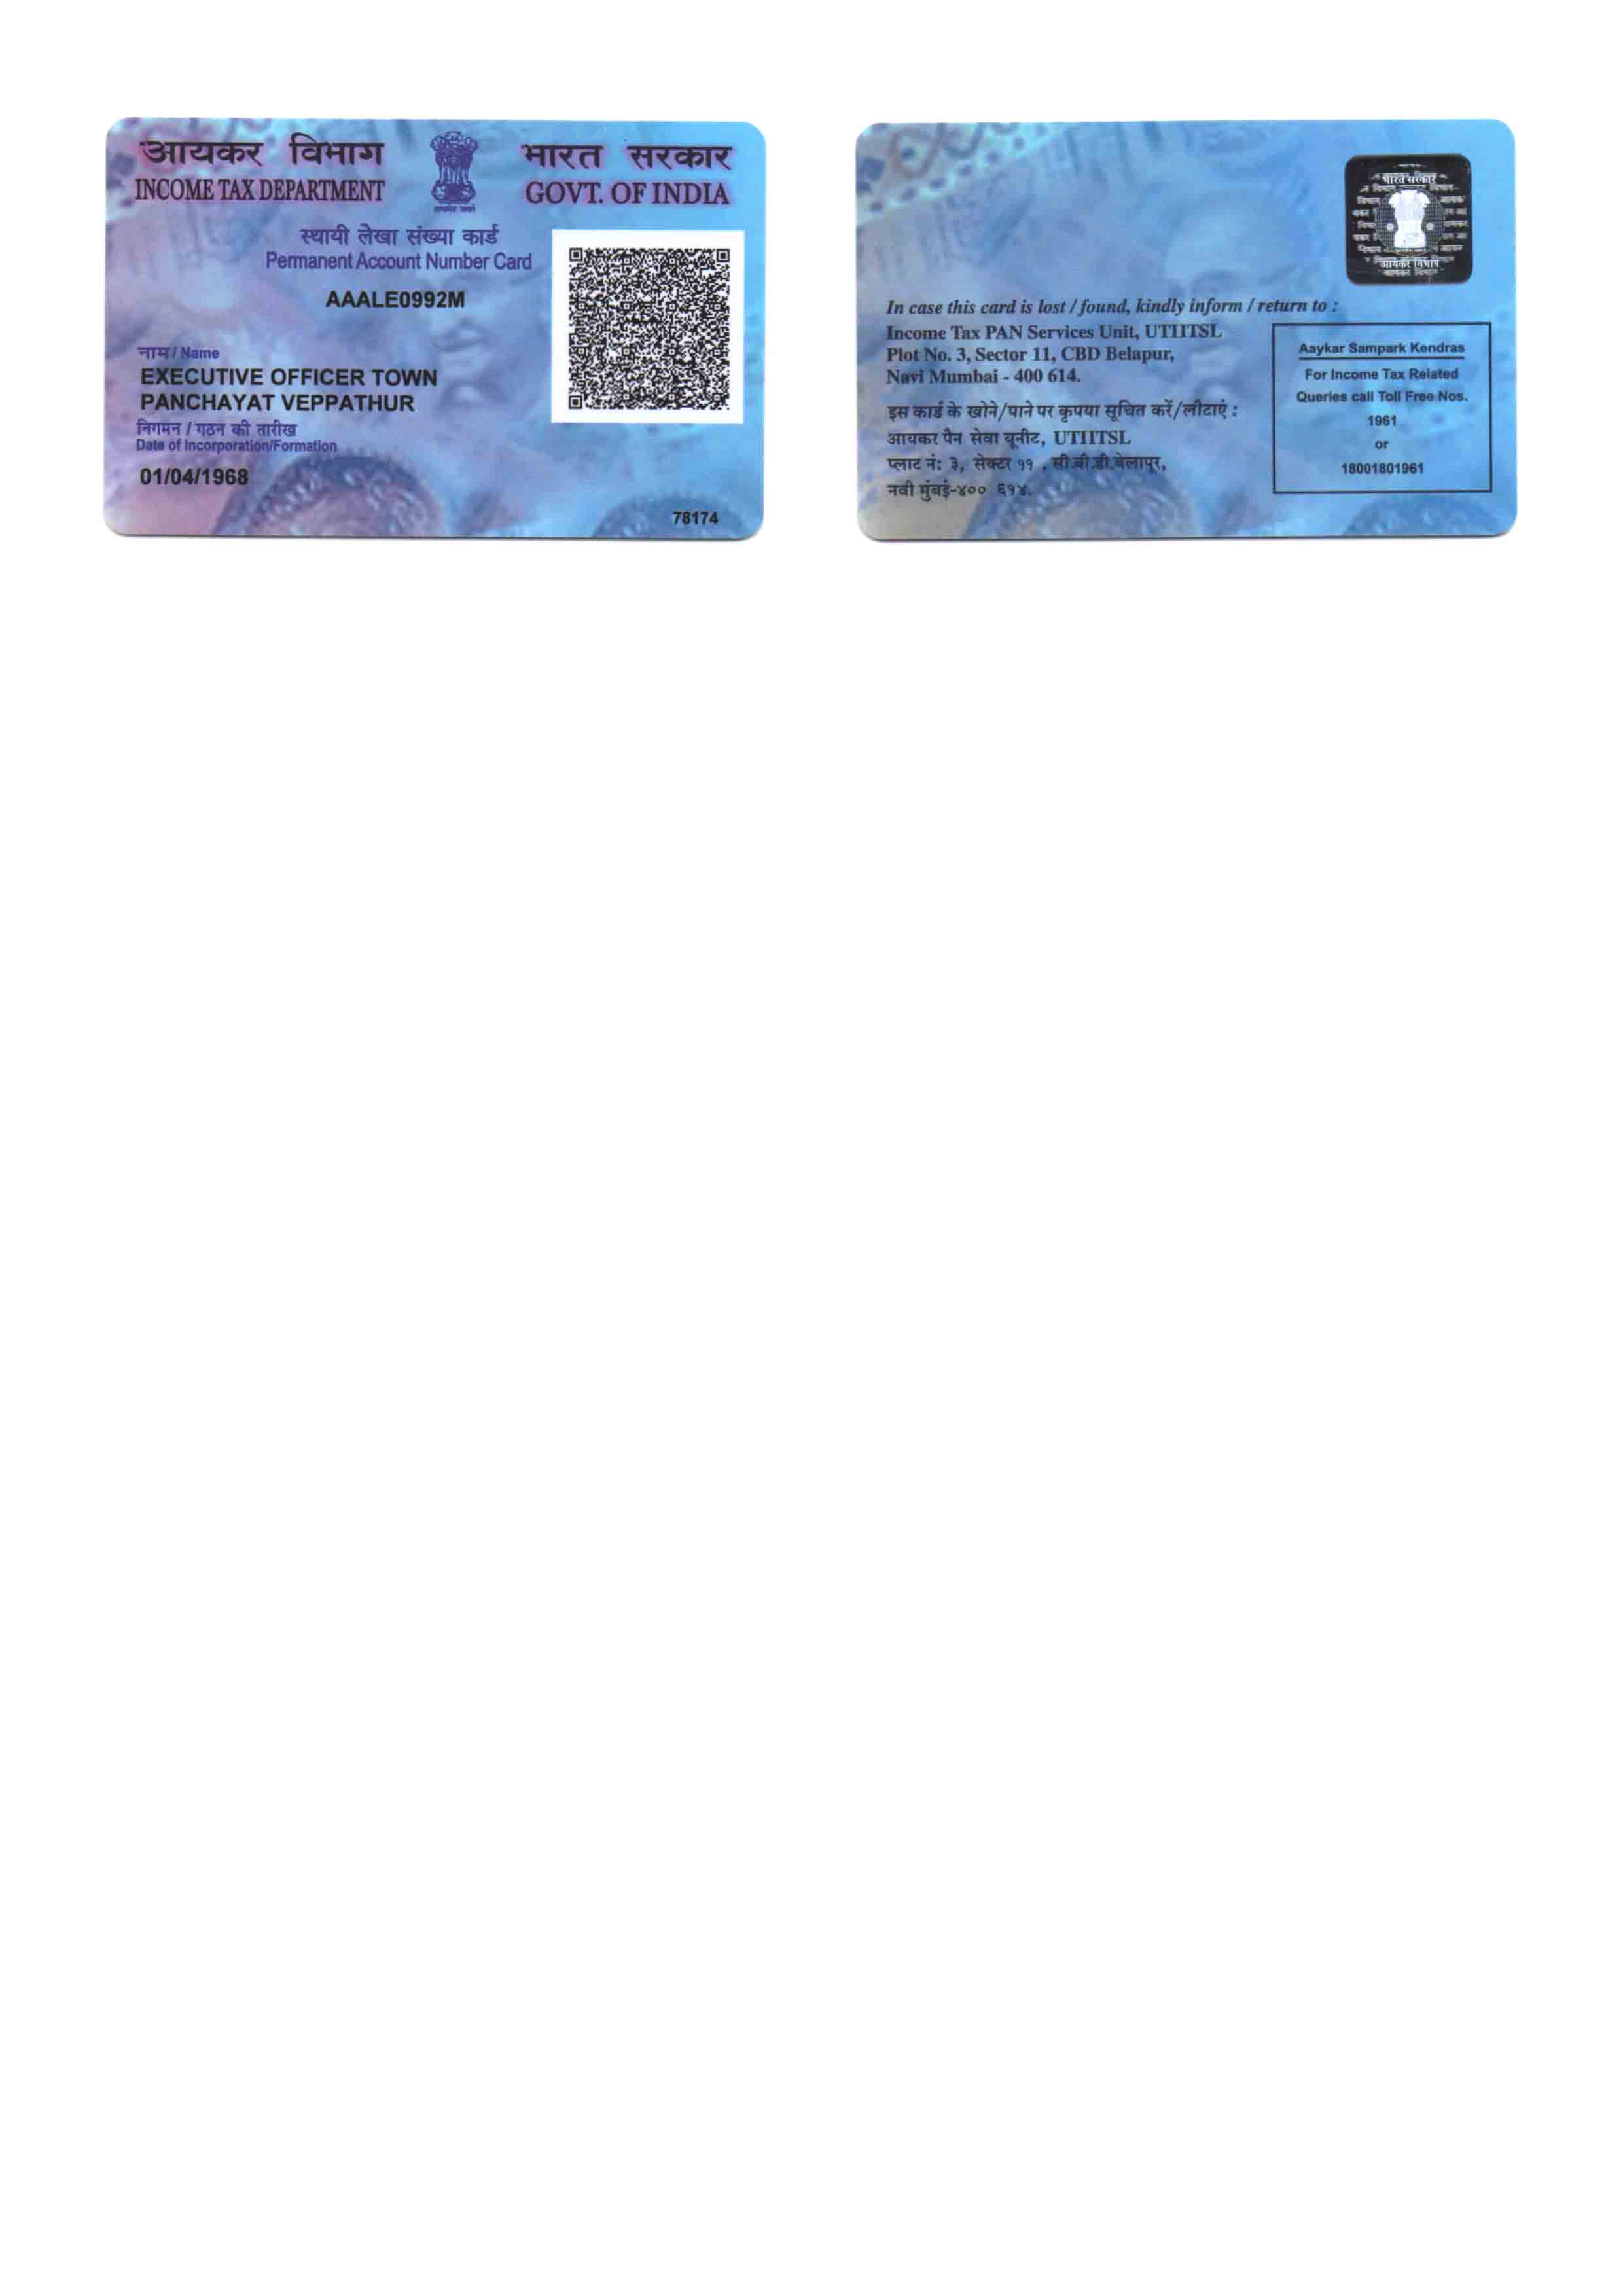 आयकर विभाग
INCOME TAX DEPARTMENT
सत्यमेव जयते
भारत सरकार
GOVT. OF INDIA
स्थायी लेखा संख्या कार्ड
Permanent Account Number Card
AAALE0992M
नाम / Name
EXECUTIVE OFFICER TOWN
PANCHAYAT VEPPATHUR
निगमन / गठन की तारीख
Date of Incorporation/Formation
01/04/1968
78174
भारत सरकार
आयकर विभाग
In case this card is lost / found, kindly inform / return to :
Income Tax PAN Services Unit, UTIITSL
Plot No. 3, Sector 11, CBD Belapur,
Navi Mumbai - 400 614.
इस कार्ड के खोने/पाने पर कृपया सूचित करें/लौटाएं :
आयकर पैन सेवा यूनीट, UTIITSL
प्लाट नं: ३, सेक्टर ११ , सी.बी.डी.बेलापुर,
नवी मुंबई-४०० ६१४.
Aaykar Sampark Kendras
For Income Tax Related
Queries call Toll Free Nos.
1961
or
18001801961